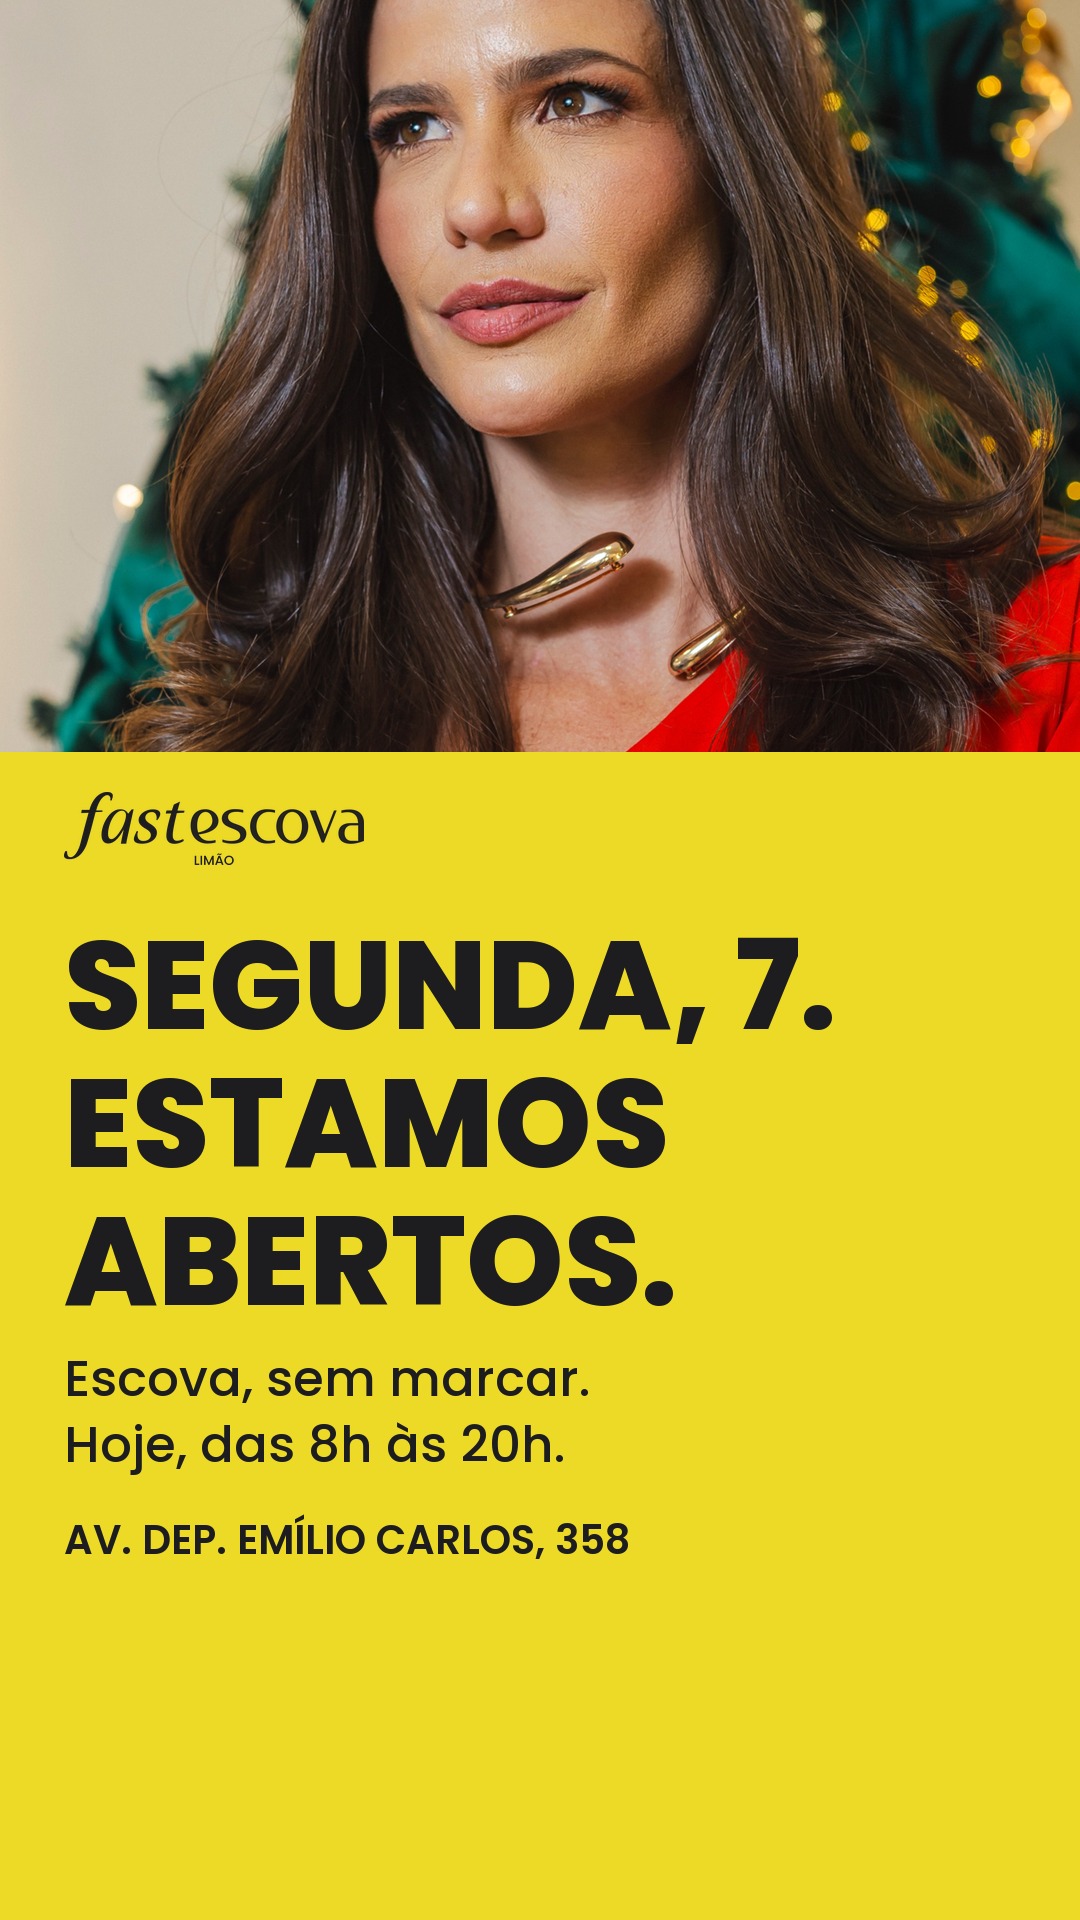 fastescova
LIMÃO
SEGUNDA, 7.
ESTAMOS
ABERTOS.
Escova, sem marcar.
Hoje, das 8h às 20h.
AV. DEP. EMÍLIO CARLOS, 358